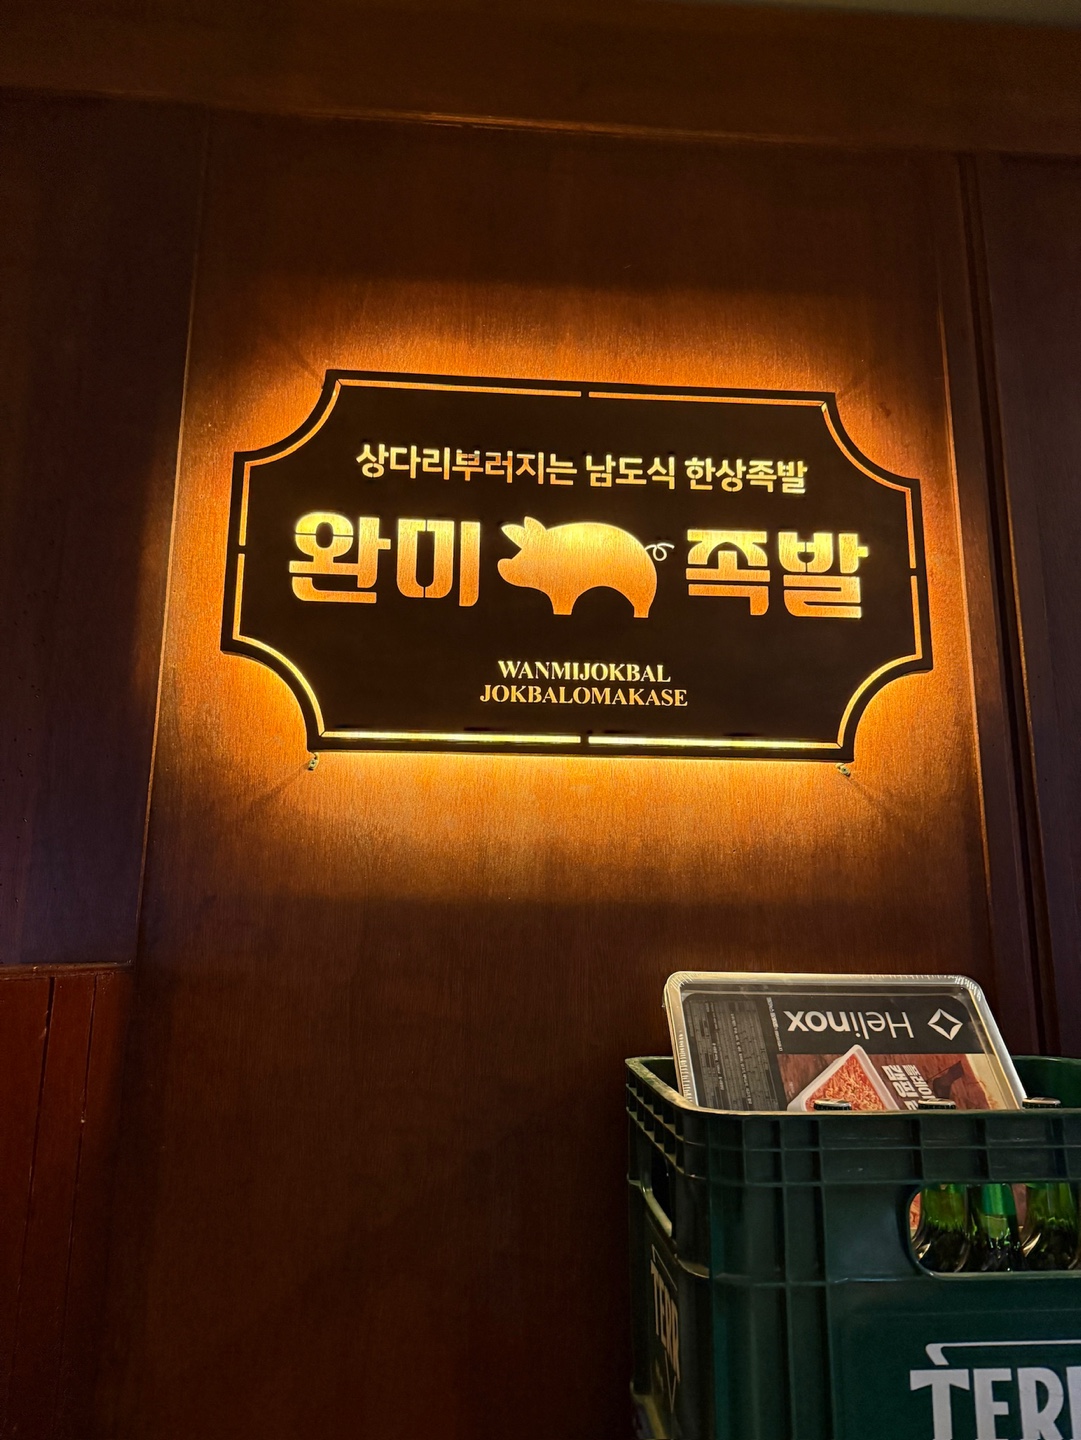 상다리부러지는 남도식 한상족발
완미 족발
WANMIJOKBAL
JOKBALOMAKASE
Helinox
TERR
TERR